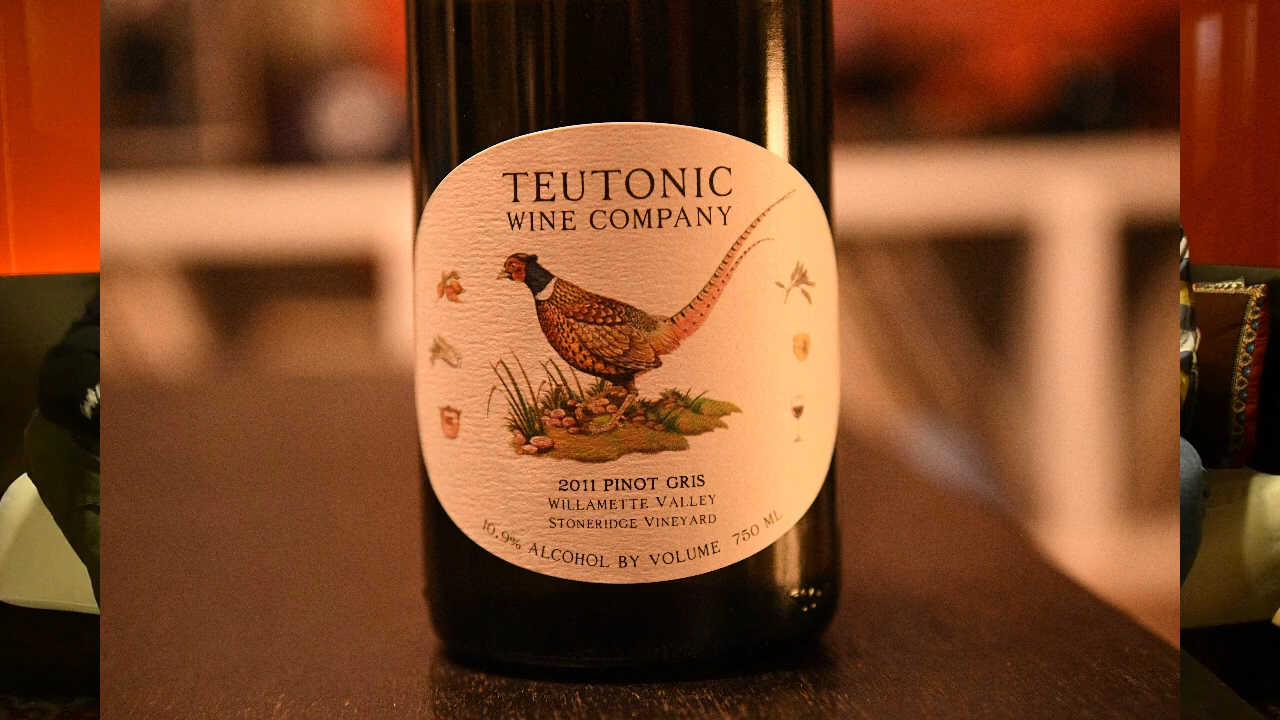 TEUTONIC
WINE COMPANY
2011 PINOT GRIS
WILLAMETTE VALLEY
STONERIDGE VINEYARD
10.9% ALCOHOL BY VOLUME 750 ML